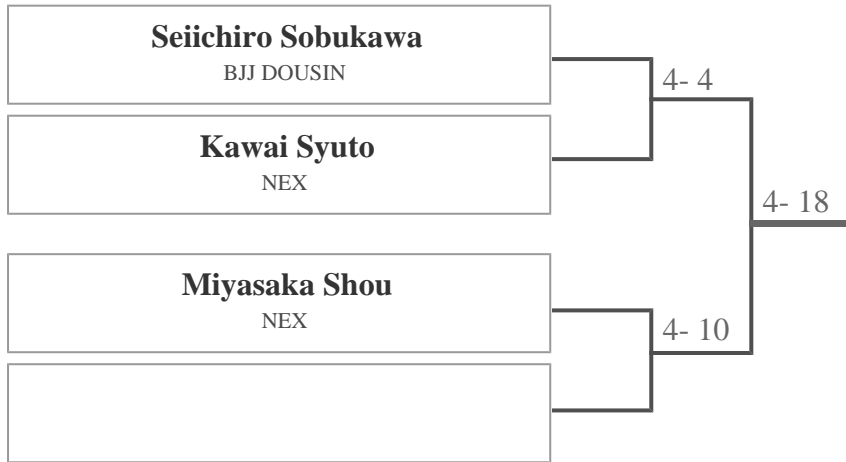 Seiichiro Sobukawa
BJJ DOUSIN
4- 4
Kawai Syuto
NEX
4- 18
Miyasaka Shou
NEX
4- 10